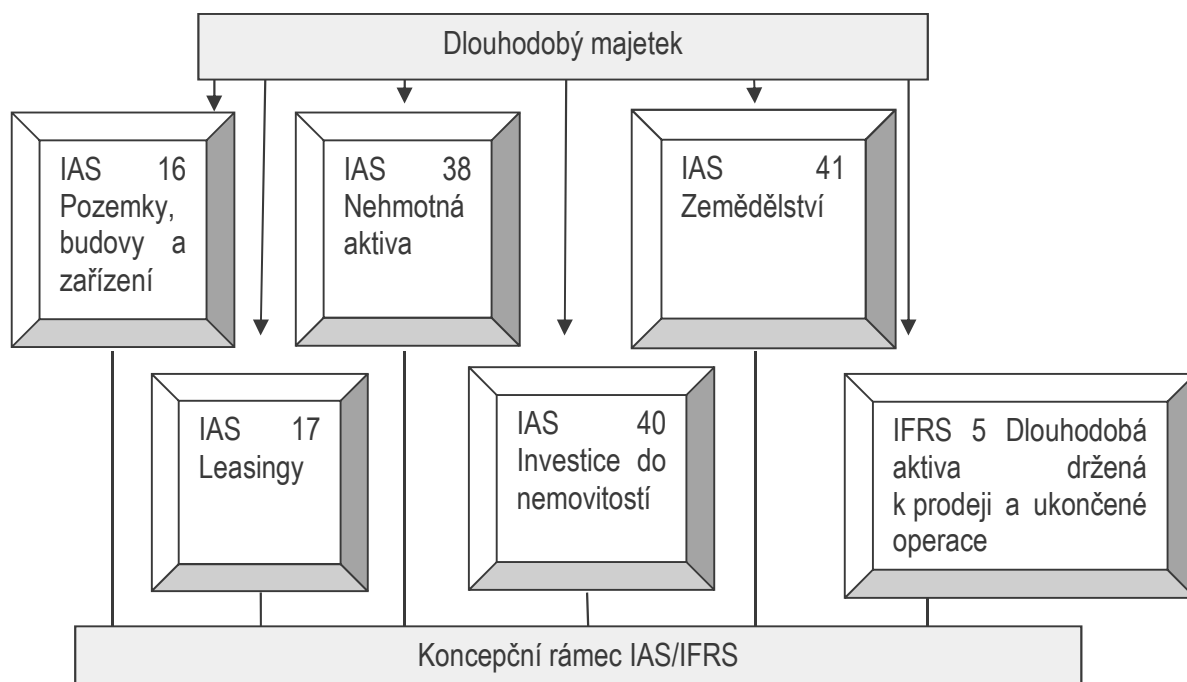 Dlouhodobý majetek
IAS 16
Pozemky,
budovy a
zařízení
IAS 38
Nehmotná
aktiva
IAS 41
Zemědělství
IAS 17
Leasingy
IAS 40
Investice do
nemovitostí
IFRS 5 Dlouhodobá
aktiva držená
k prodeji a ukončené
operace
Koncepční rámec IAS/IFRS